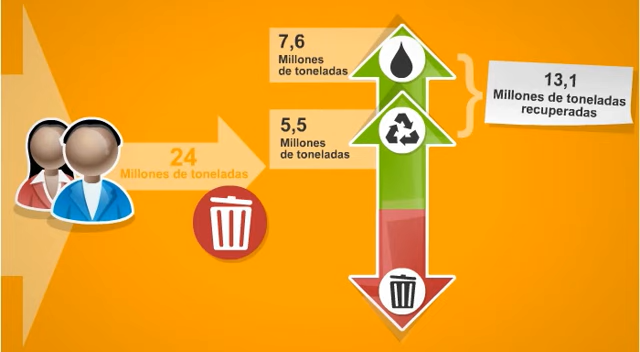 7,6
Millones
de toneladas
5,5
Millones
de toneladas
13,1
Millones de toneladas
recuperadas
24
Millones de toneladas